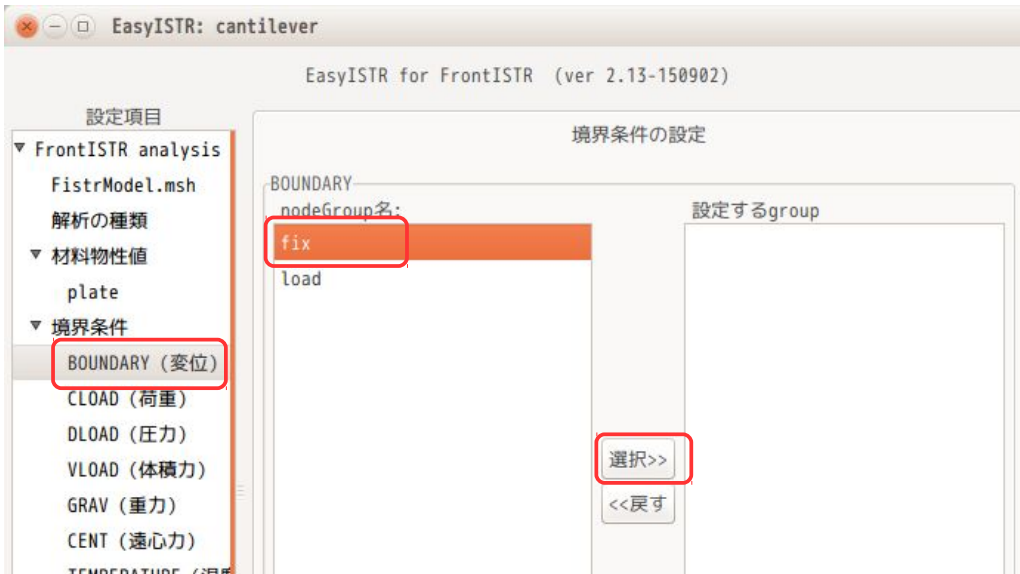 EasyISTR: cantilever
EasyISTR for FrontISTR (ver 2.13-150902)
設定項目
FrontISTR analysis
FistrModel.msh
解析の種類
材料物性値
plate
境界条件
BOUNDARY (変位)
CLOAD (荷重)
DLOAD (圧力)
VLOAD (体積力)
GRAV (重力)
CENT (遠心力)
TEMPERATURE
境界条件の設定
BOUNDARY
nodeGroup名:
fix
load
選択>>
<<戻す
設定するgroup